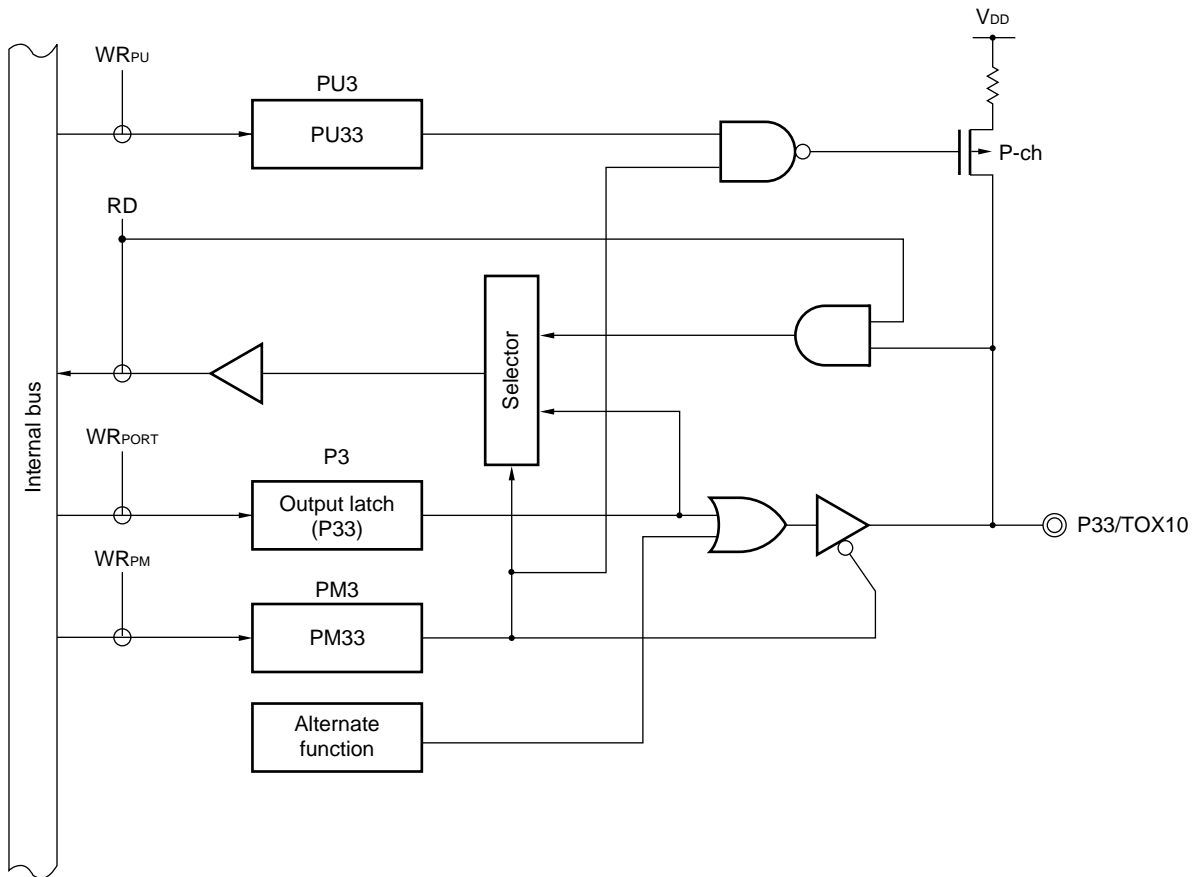 VDD
WRPU
PU3
PU33
P-ch
RD
Selector
Internal bus
WRPORT
P3
Output latch
(P33)
P33/TOX10
WRPM
PM3
PM33
Alternate
function